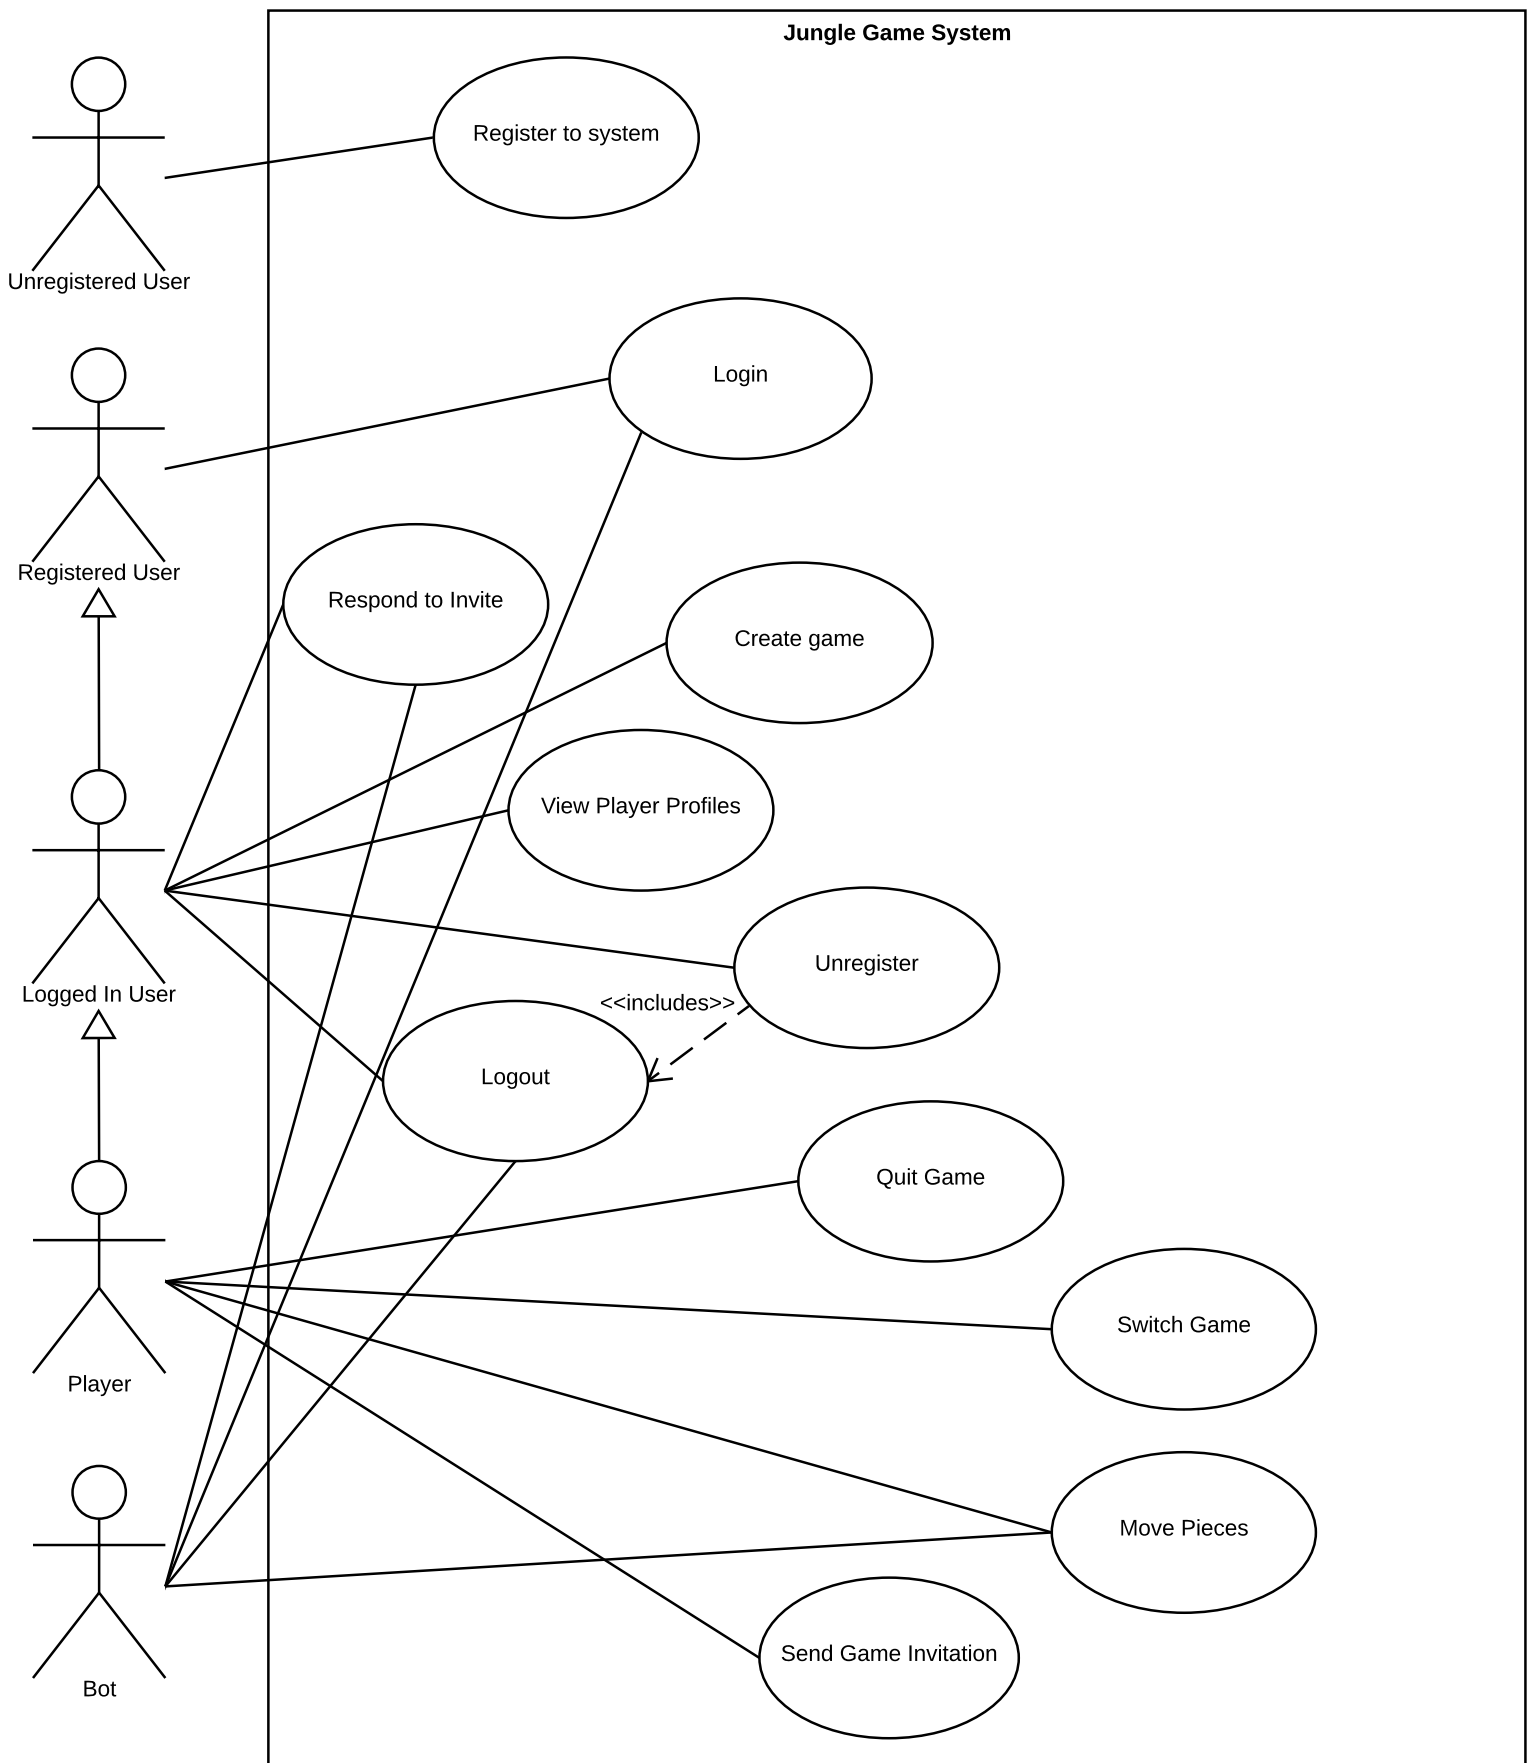 Jungle Game System
Register to system
Unregistered User
Login
Registered User
Respond to Invite
Create game
View Player Profiles
Unregister
Logged In User
<<includes>>
Logout
Quit Game
Switch Game
Player
Move Pieces
Send Game Invitation
Bot